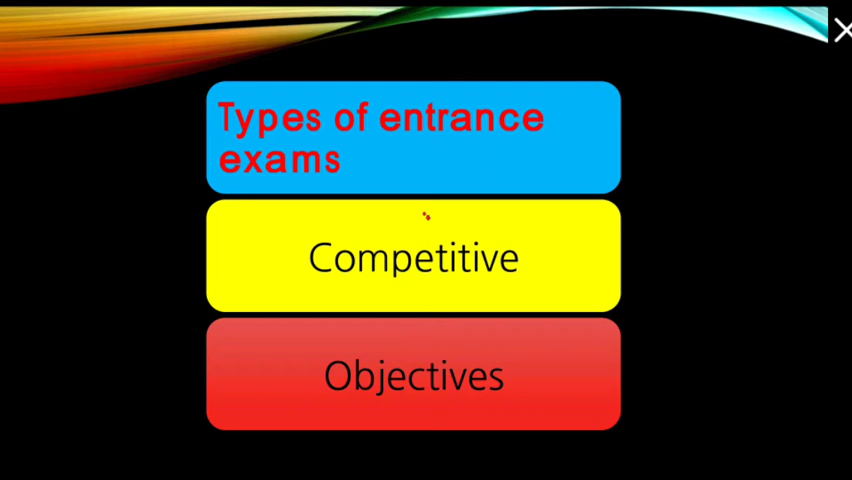 Types of entrance
exams
Competitive
Objectives